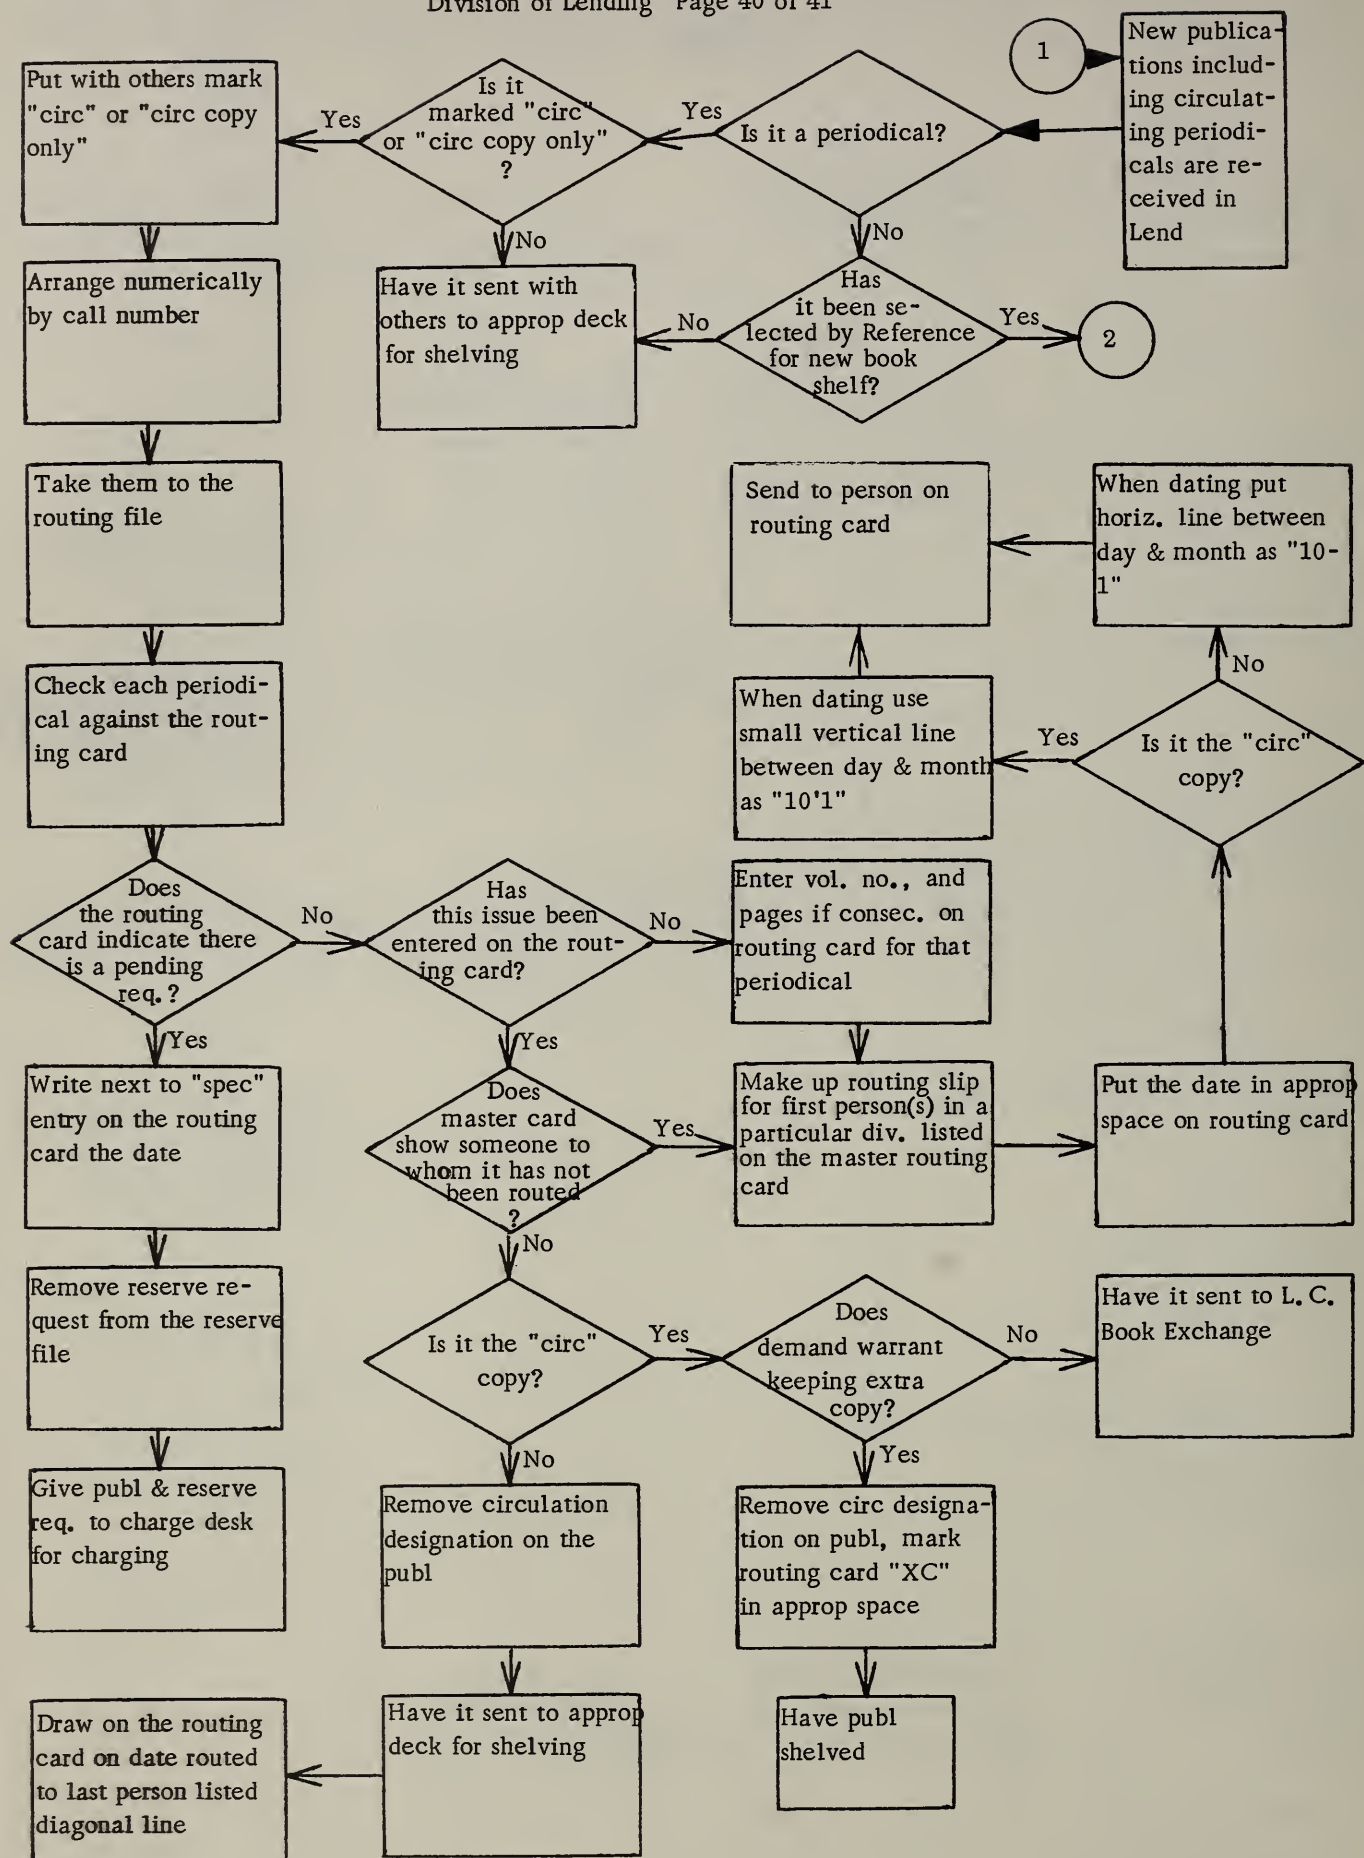 Division of Lending Page 40 of 41
1
New publica-
tions includ-
ing circulat-
ing periodi-
cals are re-
ceived in
Lend
Is it a periodical?
Yes
No
Is it
marked "circ"
or "circ copy only"
?
Yes
No
Put with others mark
"circ" or "circ copy
only"
Have it sent with
others to approp deck
for shelving
Has
it been se-
lected by Reference
for new book
shelf?
No
Yes
2
Arrange numerically
by call number
Take them to the
routing file
Check each periodi-
cal against the rout-
ing card
Send to person on
routing card
When dating put
horiz. line between
day & month as "10-
1"
When dating use
small vertical line
between day & month
as "10'1"
Yes
No
Is it the "circ"
copy?
Does
the routing
card indicate there
is a pending
req.?
No
Yes
Has
this issue been
entered on the rout-
ing card?
No
Yes
Enter vol. no., and
pages if consec. on
routing card for that
periodical
Write next to "spec"
entry on the routing
card the date
Does
master card
show someone to
whom it has not
been routed
?
Yes
No
Make up routing slip
for first person(s) in a
particular div. listed
on the master routing
card
Put the date in approp
space on routing card
Remove reserve re-
quest from the reserve
file
Is it the "circ"
copy?
Yes
No
Does
demand warrant
keeping extra
copy?
No
Yes
Have it sent to L. C.
Book Exchange
Give publ & reserve
req. to charge desk
for charging
Remove circulation
designation on the
publ
Remove circ designa-
tion on publ, mark
routing card "XC"
in approp space
Draw on the routing
card on date routed
to last person listed
diagonal line
Have it sent to approp
deck for shelving
Have publ
shelved